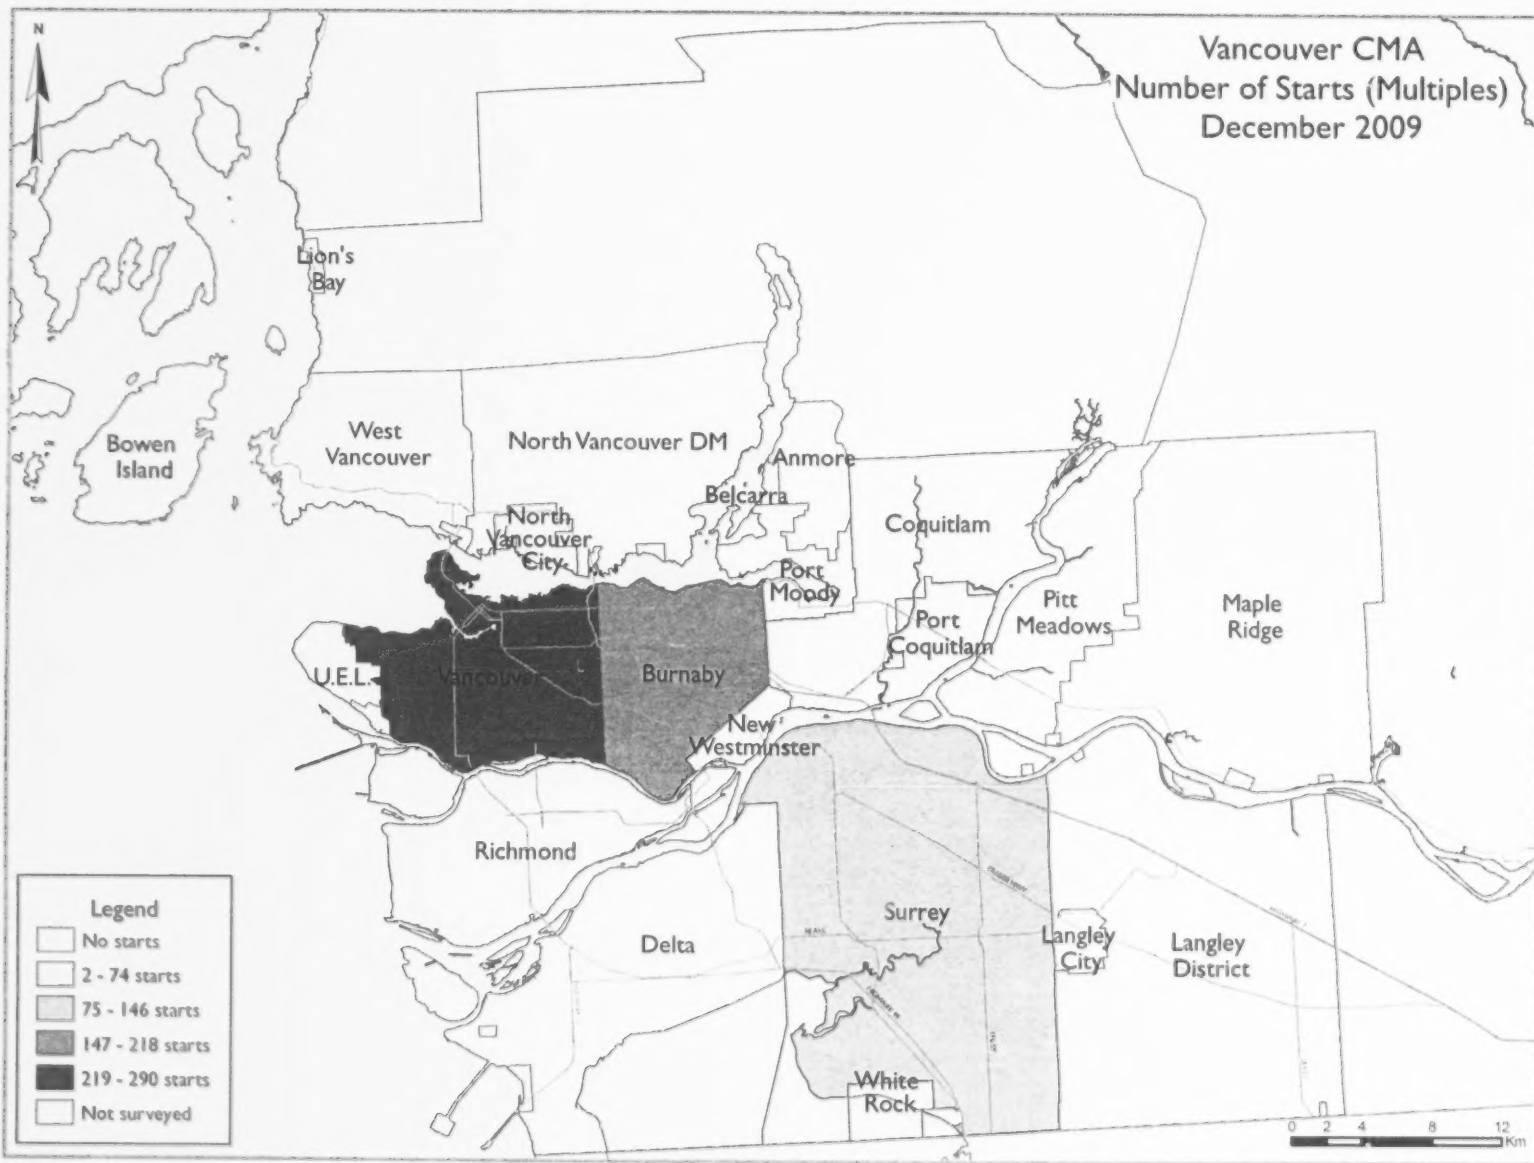 N
Vancouver CMA
Number of Starts (Multiples)
December 2009
Lion's
Bay
Bowen
Island
West
Vancouver
North Vancouver DM
Anmore
Belcarra
North
Vancouver
City
Coquitlam
Port
Moody
Port
Coquitlam
Pitt
Meadows
Maple
Ridge
U.E.L.
Vancouver
Burnaby
New
Westminster
Richmond
Delta
Surrey
Langley
City
Langley
District
White
Rock
Legend
No starts
2 - 74 starts
75 - 146 starts
147 - 218 starts
219 - 290 starts
Not surveyed
0 2 4 8 12
Km